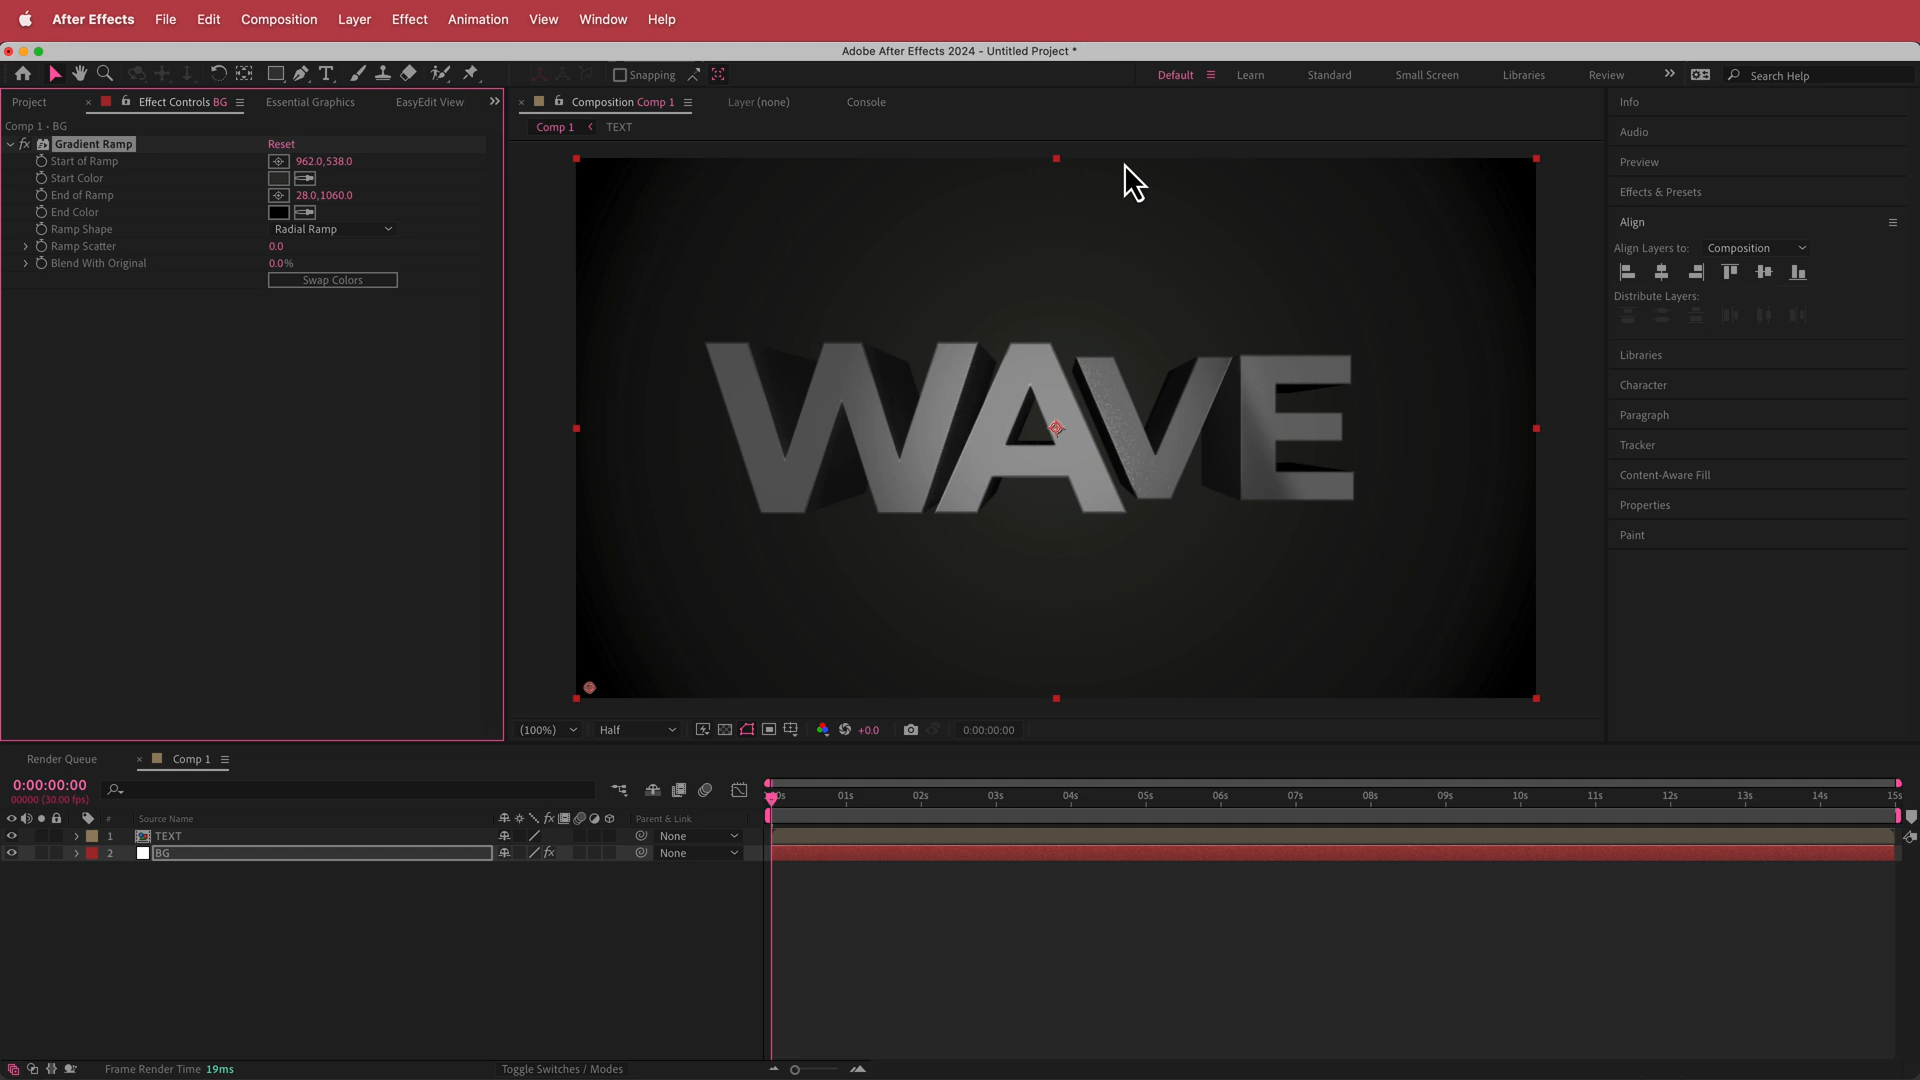 After Effects File Edit Composition Layer Effect Animation View Window Help
Adobe After Effects 2024 - Untitled Project *
Snapping Default Learn Standard Small Screen Libraries Review Search Help
Project Effect Controls BG Essential Graphics EasyEdit View
Composition Comp 1 Layer (none) Console
Comp 1 • BG
Comp 1 TEXT
fx Gradient Ramp Reset
Start of Ramp 962.0,538.0
Start Color
End of Ramp 28.0,1060.0
End Color
Ramp Shape Radial Ramp
Ramp Scatter 0.0
Blend With Original 0.0%
Swap Colors
WAVE
Info
Audio
Preview
Effects & Presets
Align
Align Layers to: Composition
Distribute Layers:
Libraries
Character
Paragraph
Tracker
Content-Aware Fill
Properties
Paint
(100%) Half +0.0 0:00:00:00
Render Queue Comp 1
0:00:00:00
00000 (30.00 fps)
01s 02s 03s 04s 05s 06s 07s 08s 09s 10s 11s 12s 13s 14s 15s
# Source Name fx Parent & Link
1 TEXT None
2 BG fx None
Frame Render Time 19ms Toggle Switches / Modes